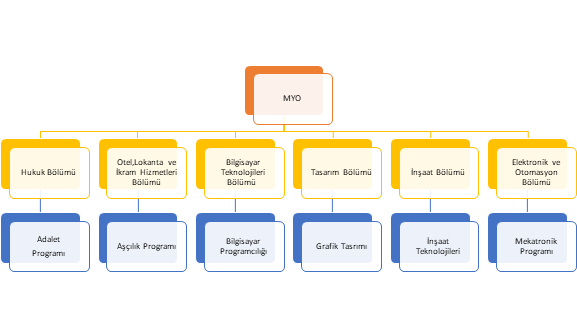 MYO
Hukuk Bölümü
Otel,Lokanta ve
İkram Hizmetleri
Bölümü
Bilgisayar
Teknolojileri
Bölümü
Tasarım Bölümü
İnşaat Bölümü
Elektronik ve
Otomasyon
Bölümü
Adalet
Programı
Aşçılık Programı
Bilgisayar
Programcılığı
Grafik Tasrımı
İnşaat
Teknolojileri
Mekatronik
Programı